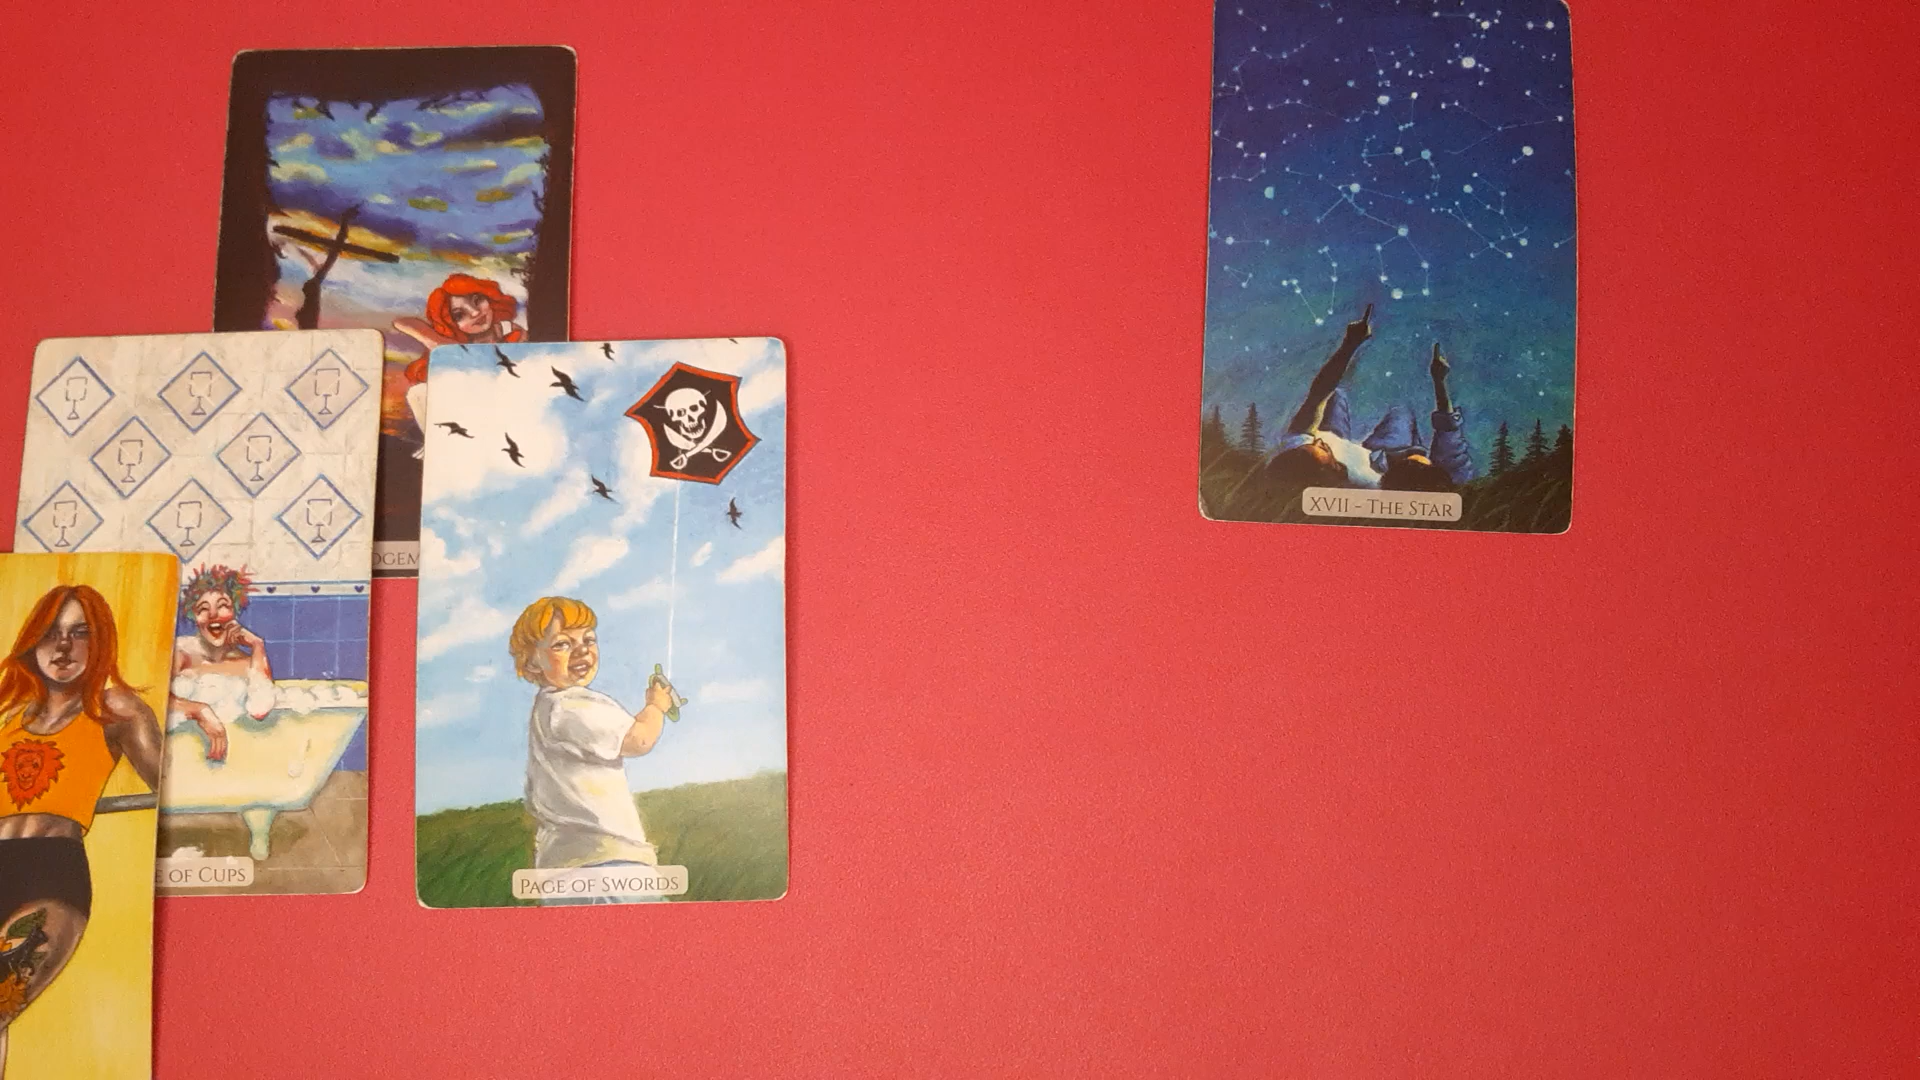 XVII - The Star
DGEM
E OF CUPS
PAGE OF SWORDS